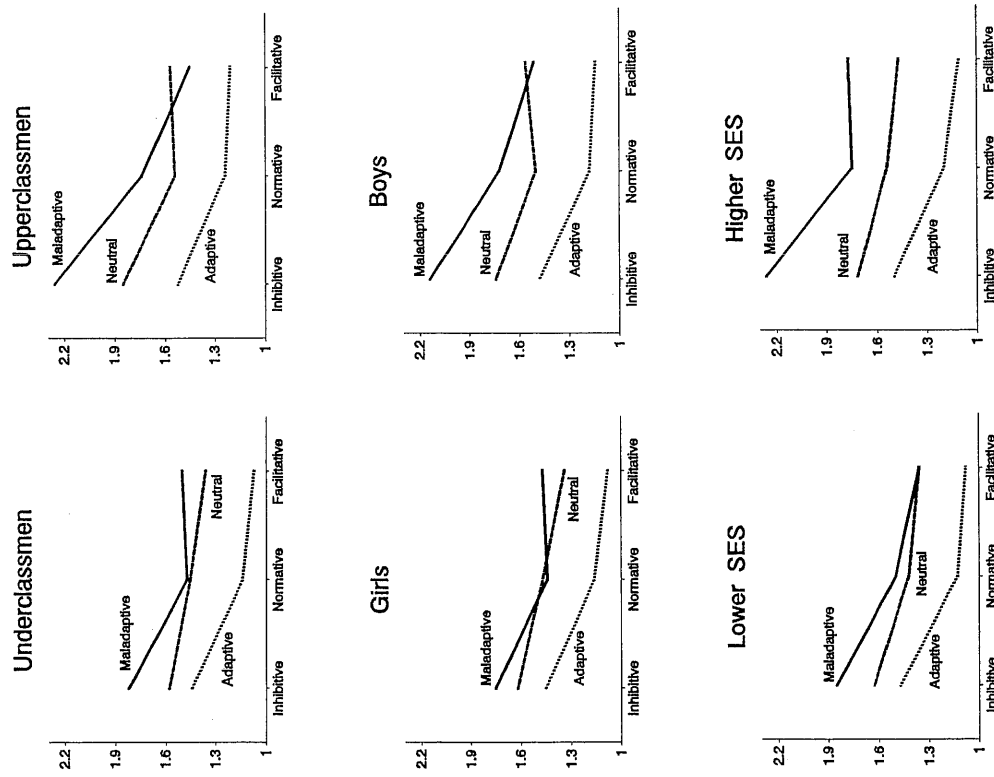 Underclassmen
2.2
1.9
1.6
1.3
1
Maladaptive
Neutral
Adaptive
Inhibitive Normative Facilitative
Upperclassmen
2.2
1.9
1.6
1.3
1
Maladaptive
Neutral
Adaptive
Inhibitive Normative Facilitative
Girls
2.2
1.9
1.6
1.3
1
Maladaptive
Neutral
Adaptive
Inhibitive Normative Facilitative
Boys
2.2
1.9
1.6
1.3
1
Maladaptive
Neutral
Adaptive
Inhibitive Normative Facilitative
Lower SES
2.2
1.9
1.6
1.3
1
Maladaptive
Neutral
Adaptive
Inhibitive Normative Facilitative
Higher SES
2.2
1.9
1.6
1.3
1
Maladaptive
Neutral
Adaptive
Inhibitive Normative Facilitative